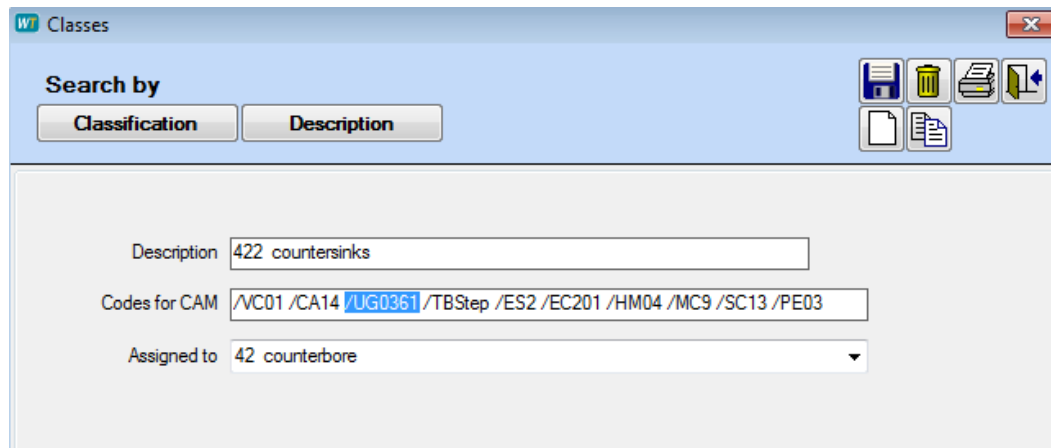 WT Classes
Search by
Classification Description
Description 422 countersinks
Codes for CAM /VC01 /CA14 /UG0361 /TBStep /ES2 /EC201 /HM04 /MC9 /SC13 /PE03
Assigned to 42 counterbore